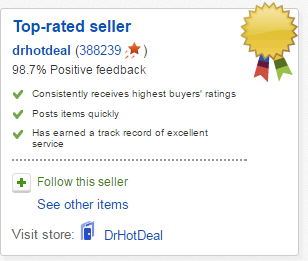 Top-rated seller
drhotdeal (388239 )
98.7% Positive feedback
Consistently receives highest buyers' ratings
Posts items quickly
Has earned a track record of excellent
service
Follow this seller
See other items
Visit store: DrHotDeal